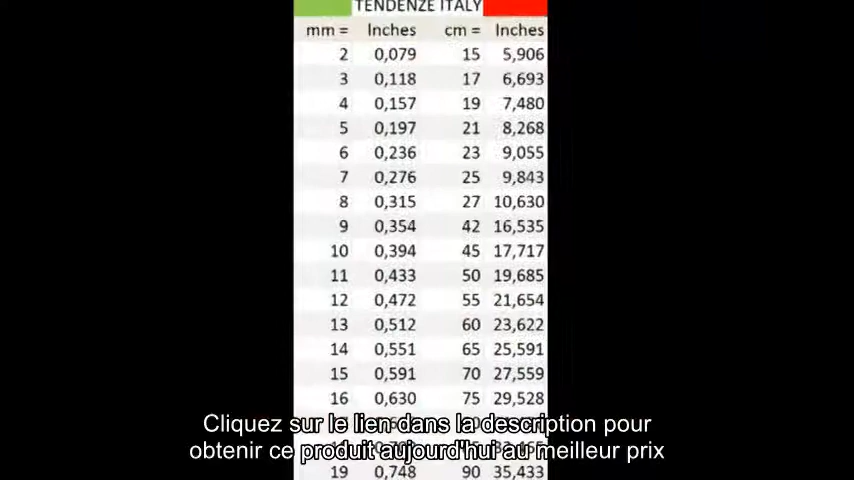 TENDENZE ITALY
mm = Inches cm = Inches
2 0,079 15 5,906
3 0,118 17 6,693
4 0,157 19 7,480
5 0,197 21 8,268
6 0,236 23 9,055
7 0,276 25 9,843
8 0,315 27 10,630
9 0,354 42 16,535
10 0,394 45 17,717
11 0,433 50 19,685
12 0,472 55 21,654
13 0,512 60 23,622
14 0,551 65 25,591
15 0,591 70 27,559
16 0,630 75 29,528
Cliquez sur le lien dans la description pour
obtenir ce produit aujourd'hui au meilleur prix
19 0,748 90 35,433